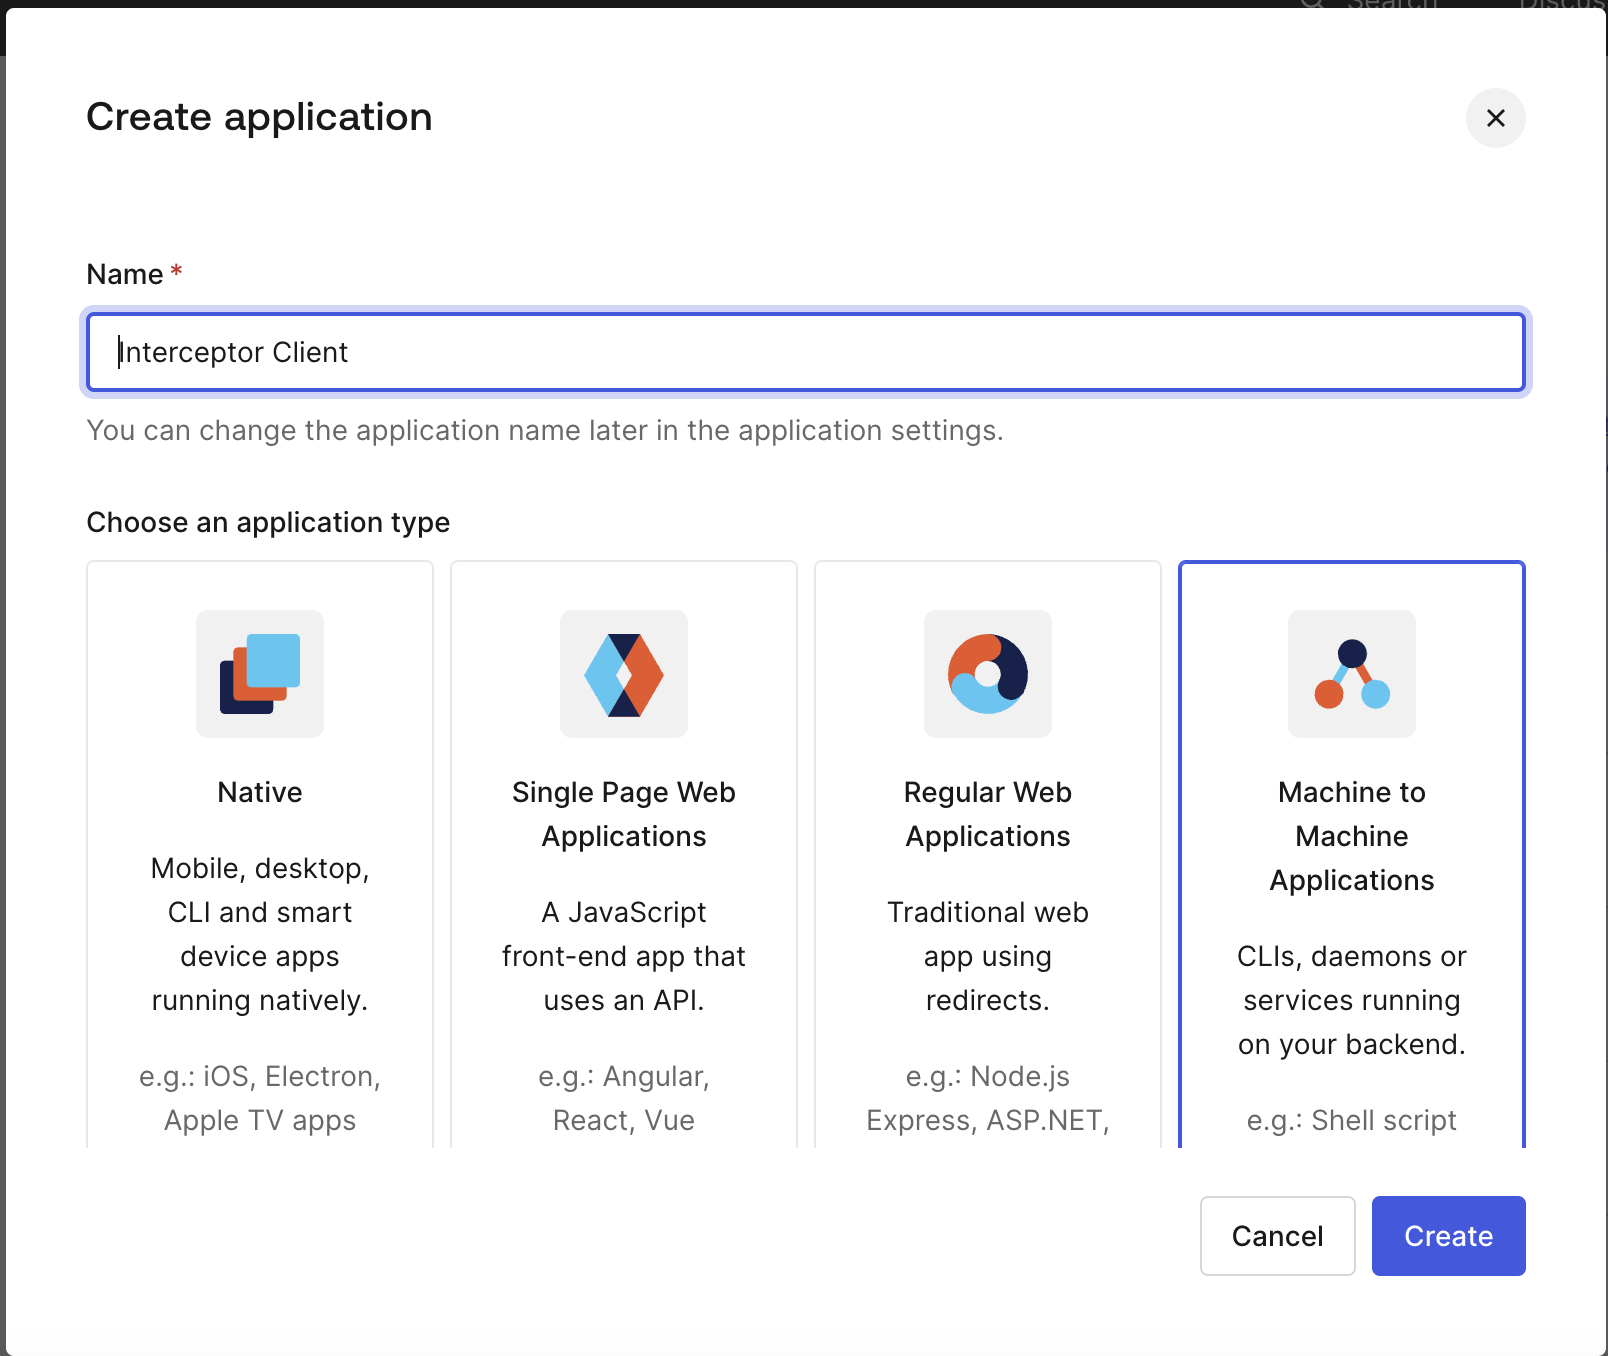 Search Discus
Create application
Name *
Interceptor Client
You can change the application name later in the application settings.
Choose an application type
Native
Mobile, desktop,
CLI and smart
device apps
running natively.
e.g.: iOS, Electron,
Apple TV apps
Single Page Web
Applications
A JavaScript
front-end app that
uses an API.
e.g.: Angular,
React, Vue
Regular Web
Applications
Traditional web
app using
redirects.
e.g.: Node.js
Express, ASP.NET,
Machine to
Machine
Applications
CLIs, daemons or
services running
on your backend.
e.g.: Shell script
Cancel
Create